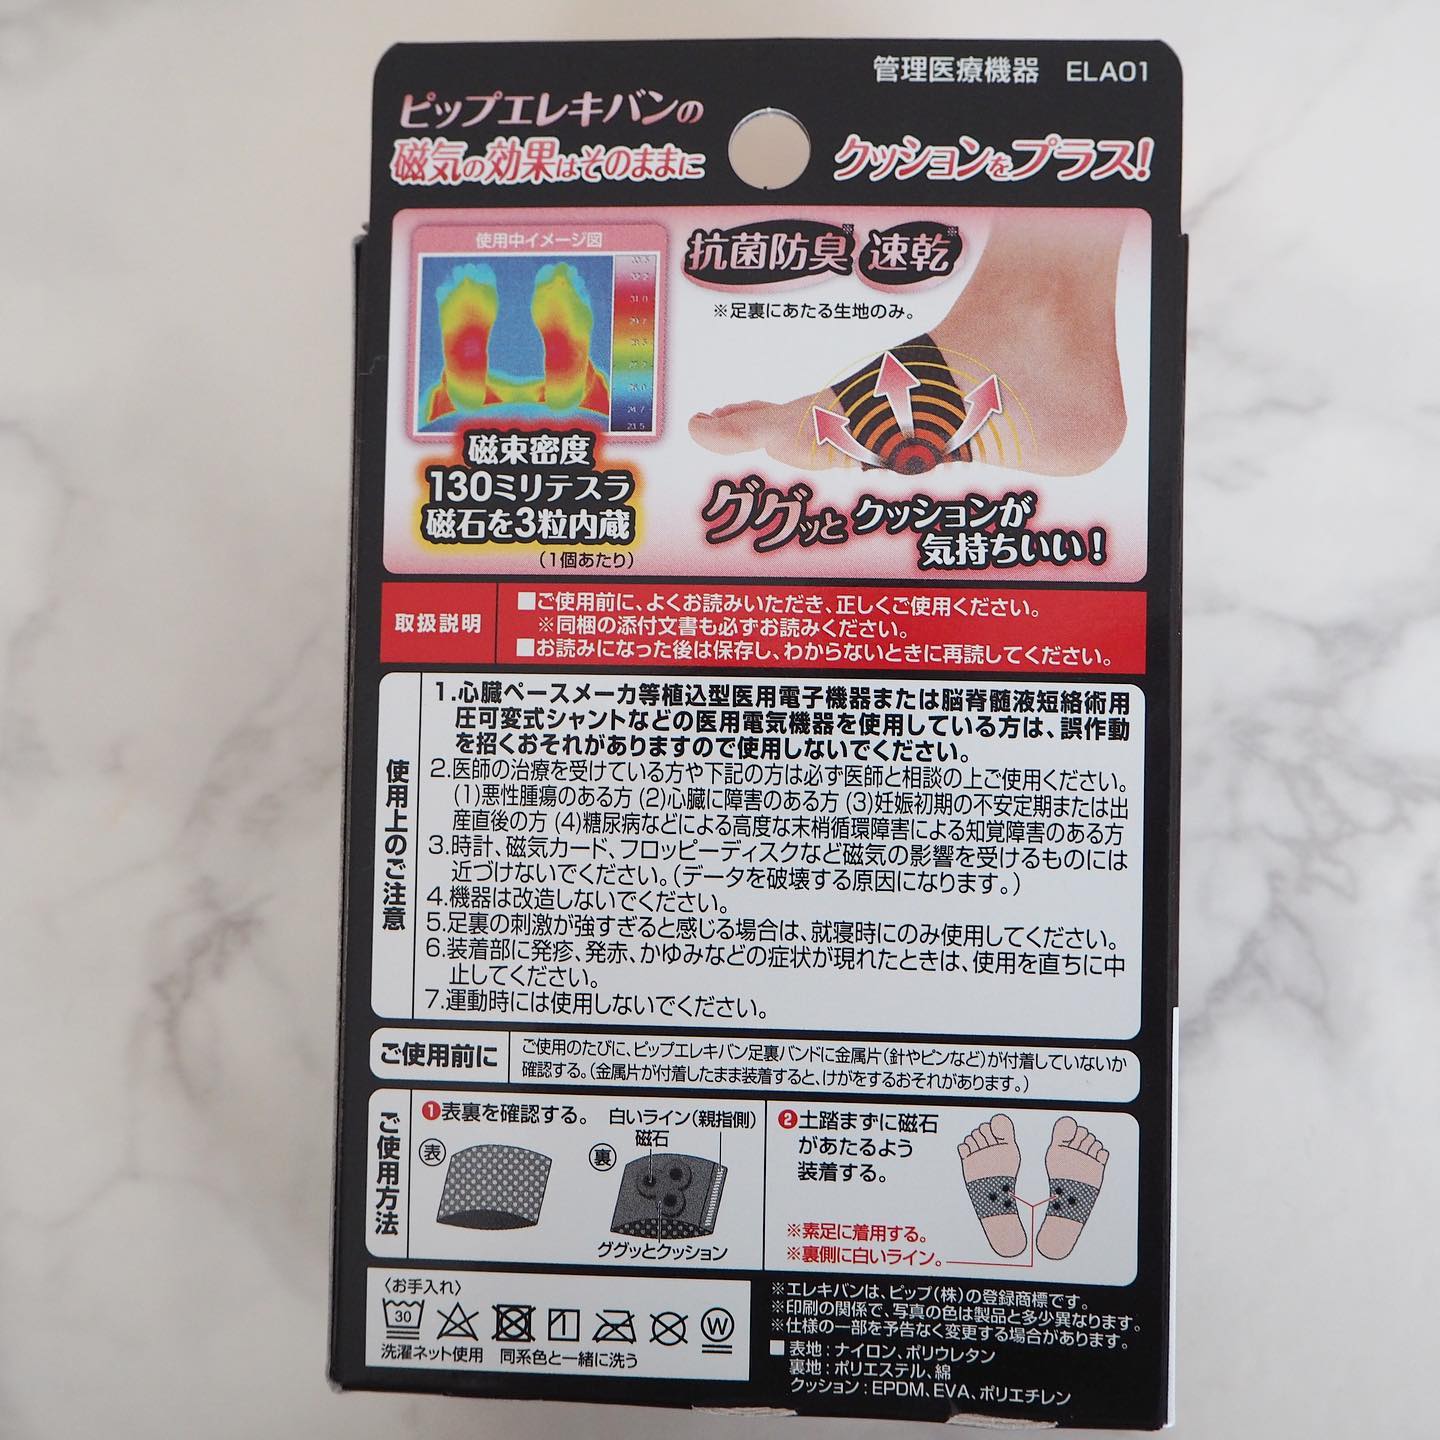 管理医療機器 ELA01
ピップエレキバンの
磁気の効果はそのままに
クッションをプラス!
使用中イメージ図
抗菌防臭※ 速乾※
※足裏にあたる生地のみ。
磁束密度
130ミリテスラ
磁石を3粒内蔵
(1個あたり)
ググッと クッションが
気持ちいい!
取扱説明
■ご使用前に、よくお読みいただき、正しくご使用ください。
※同梱の添付文書も必ずお読みください。
■お読みになった後は保存し、わからないときに再読してください。
使用上のご注意
1.心臓ペースメーカ等植込型医用電子機器または脳脊髄液短絡術用
圧可変式シャントなどの医用電気機器を使用している方は、誤作動
を招くおそれがありますので使用しないでください。
2.医師の治療を受けている方や下記の方は必ず医師と相談の上ご使用ください。
(1)悪性腫瘍のある方 (2)心臓に障害のある方 (3)妊娠初期の不安定期または出
産直後の方 (4)糖尿病などによる高度な末梢循環障害による知覚障害のある方
3.時計、磁気カード、フロッピーディスクなど磁気の影響を受けるものには
近づけないでください。(データを破壊する原因になります。)
4.機器は改造しないでください。
5.足裏の刺激が強すぎると感じる場合は、就寝時にのみ使用してください。
6.装着部に発疹、発赤、かゆみなどの症状が現れたときは、使用を直ちに中
止してください。
7.運動時には使用しないでください。
ご使用前に
ご使用のたびに、ピップエレキバン足裏バンドに金属片(針やピンなど)が付着していないか
確認する。(金属片が付着したまま装着すると、けがをするおそれがあります。)
ご使用方法
1 表裏を確認する。
白いライン(親指側)
磁石
表
裏
ググッとクッション
2 土踏まずに磁石
があたるよう
装着する。
※素足に着用する。
※裏側に白いライン。
〈お手入れ〉
30
W
洗濯ネット使用 同系色と一緒に洗う
※エレキバンは、ピップ(株)の登録商標です。
※印刷の関係で、写真の色は製品と多少異なります。
※仕様の一部を予告なく変更する場合があります。
■表地:ナイロン、ポリウレタン
裏地:ポリエステル、綿
クッション:EPDM、EVA、ポリエチレン